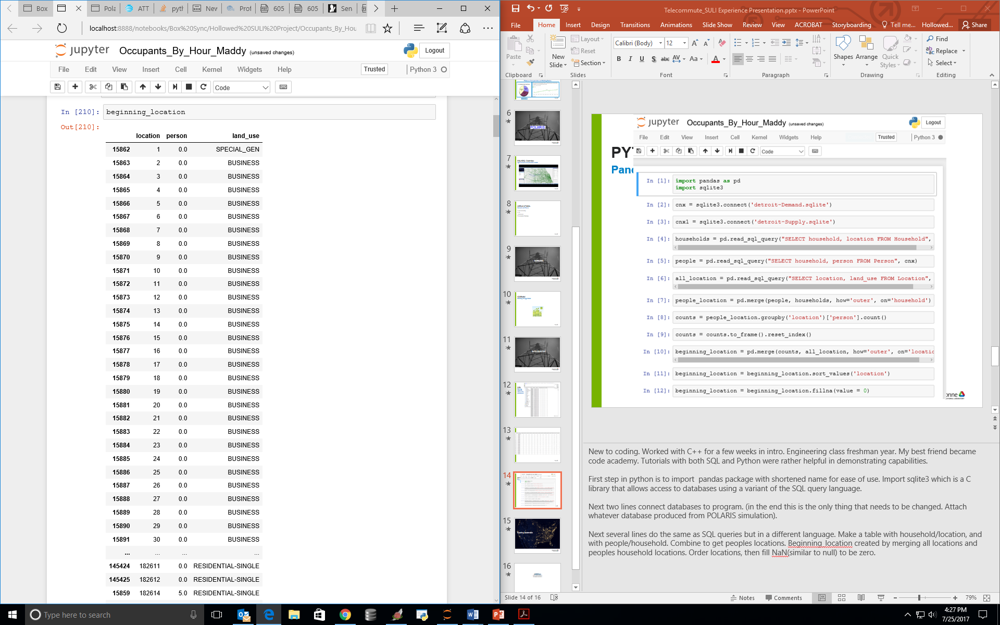 Box
Pola
ATT
pyth
New
Prot
605
605
Sen
localhost:8888/notebooks/Box%20Sync/Hollowed%20SULI%20Project/Occupants_By_Hou
jupyter Occupants_By_Hour_Maddy (unsaved changes)
Logout
File Edit View Insert Cell Kernel Widgets Help
Trusted
Python 3
Code
In [210]: beginning_location
Out[210]:
location person land_use
15862 1 0.0 SPECIAL_GEN
15863 2 0.0 BUSINESS
15864 3 0.0 BUSINESS
15865 4 0.0 BUSINESS
15866 5 0.0 BUSINESS
15867 6 0.0 BUSINESS
15868 7 0.0 BUSINESS
15869 8 0.0 BUSINESS
15870 9 0.0 BUSINESS
15871 10 0.0 BUSINESS
15872 11 0.0 BUSINESS
15873 12 0.0 BUSINESS
15874 13 0.0 BUSINESS
15875 14 0.0 BUSINESS
15876 15 0.0 BUSINESS
15877 16 0.0 BUSINESS
15878 17 0.0 BUSINESS
15879 18 0.0 BUSINESS
15880 19 0.0 BUSINESS
15881 20 0.0 BUSINESS
15882 21 0.0 BUSINESS
15883 22 0.0 BUSINESS
15884 23 0.0 BUSINESS
15885 24 0.0 BUSINESS
15886 25 0.0 BUSINESS
15887 26 0.0 BUSINESS
15888 27 0.0 BUSINESS
15889 28 0.0 BUSINESS
15890 29 0.0 BUSINESS
15891 30 0.0 BUSINESS
... ... ... ...
145424 182611 0.0 RESIDENTIAL-SINGLE
145425 182612 0.0 RESIDENTIAL-SINGLE
15859 182614 5.0 RESIDENTIAL-SINGLE
Telecommute_SULI Experience Presentation.pptx - PowerPoint
File Home Insert Design Transitions Animations Slide Show Review View ACROBAT Storyboarding Tell me... Hollowed... Share
Paste
Clipboard
New Slide
Layout
Reset
Section
Slides
Calibri (Body) 12
B I U S abc AV Aa A
Font
Paragraph
Shapes Arrange Quick Styles
Drawing
Find
Replace
Select
Editing
6
POLARIS
7
8
9
10
11
12
13
14
15
16
PY
Pand
jupyter Occupants_By_Hour_Maddy (unsaved changes)
Logout
File Edit View Insert Cell Kernel Widgets Help
Trusted
Python 3
Code
In [1]: import pandas as pd
import sqlite3
In [2]: cnx = sqlite3.connect('detroit-Demand.sqlite')
In [3]: cnx1 = sqlite3.connect('detroit-Supply.sqlite')
In [4]: households = pd.read_sql_query("SELECT household, location FROM Household",
In [5]: people = pd.read_sql_query("SELECT household, person FROM Person", cnx)
In [6]: all_location = pd.read_sql_query("SELECT location, land_use FROM Location",
In [7]: people_location = pd.merge(people, households, how='outer', on='household')
In [8]: counts = people_location.groupby('location')['person'].count()
In [9]: counts = counts.to_frame().reset_index()
In [10]: beginning_location = pd.merge(counts, all_location, how='outer', on='locatic
In [11]: beginning_location = beginning_location.sort_values('location')
In [12]: beginning_location = beginning_location.fillna(value = 0)
onne
New to coding. Worked with C++ for a few weeks in intro. Engineering class freshman year. My best friend became
code academy. Tutorials with both SQL and Python were rather helpful in demonstrating capabilities.
First step in python is to import  pandas package with shortened name for ease of use. Import sqlite3 which is a C
library that allows access to databases using a variant of the SQL query language.
Next two lines connect databases to program. (in the end this is the only thing that needs to be changed. Attach
whatever database produced from POLARIS simulation).
Next several lines do the same as SQL queries but in a different language. Make a table with household/location, and
with people/household. Combine to get peoples locations. Beginning_location created by merging all locations and
peoples household locations. Order locations, then fill NaN(similar to null) to be zero.
Slide 14 of 16
Notes
Comments
79%
Type here to search
4:27 PM
7/25/2017